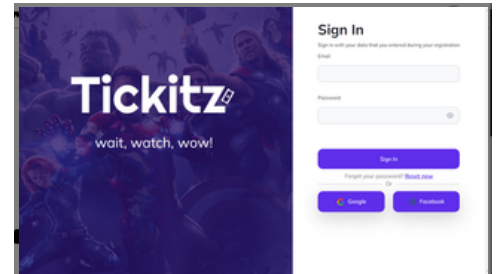 Tickitz
wait, watch, wow!
Sign In
Sign in with your data that you entered during your registration
Email
Password
Sign In
Forgot your password? Reset now
Or
Google
Facebook